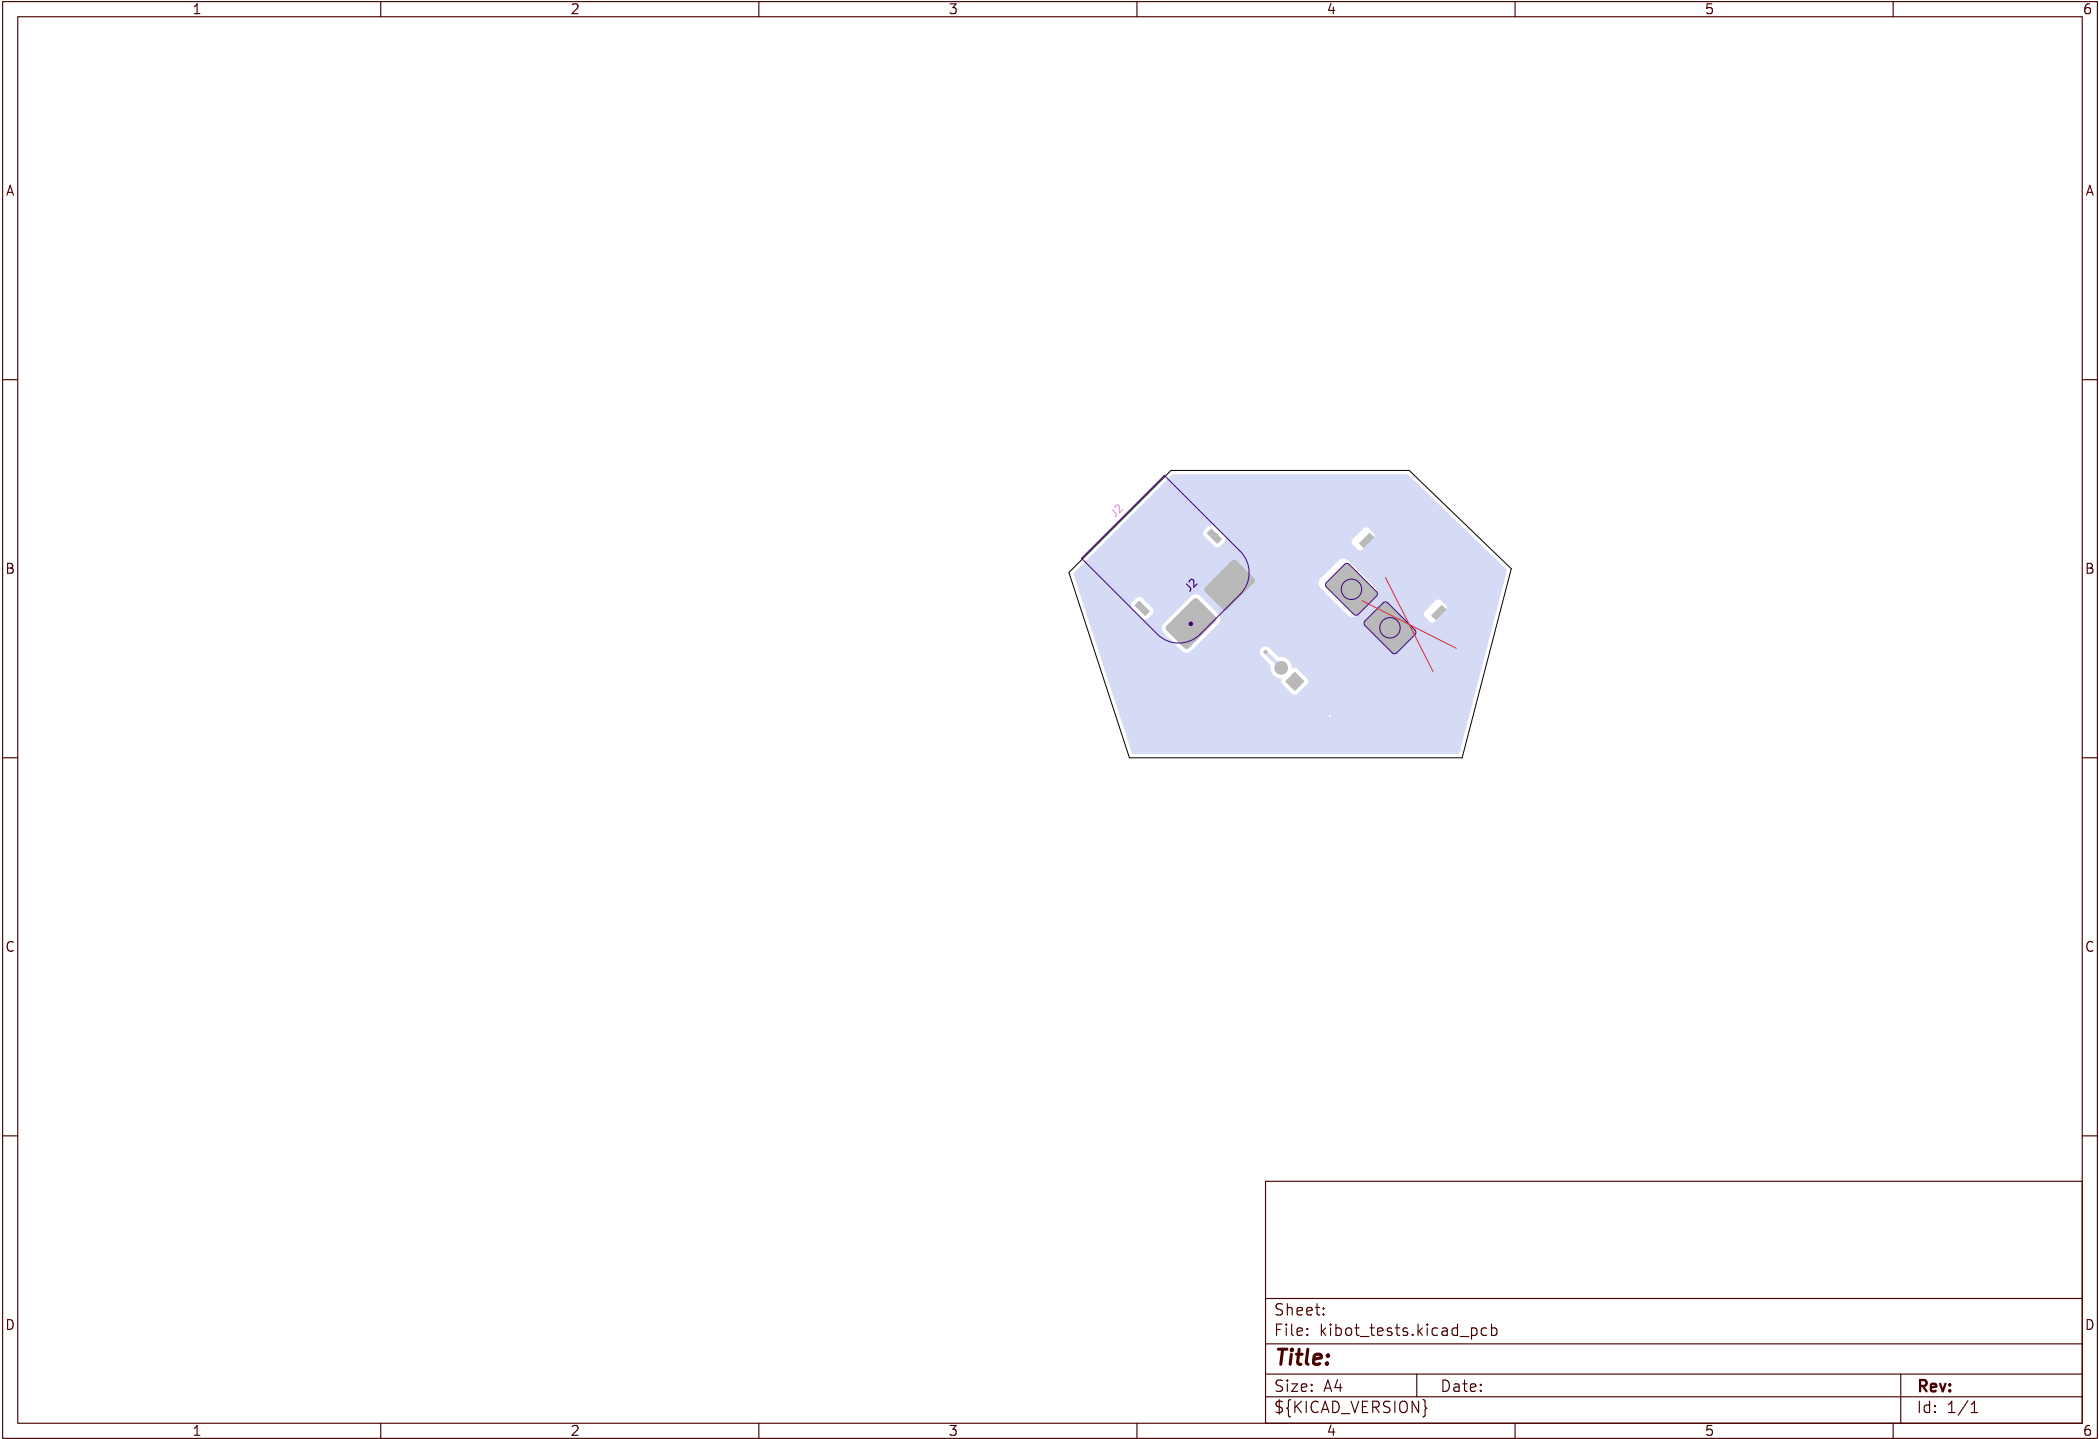 1 2 3 4 5 6
A A
J2
B B
J2
C C
Sheet:
File: kibot_tests.kicad_pcb
D D
Title:
Size: A4 Date: Rev:
${KICAD_VERSION} Id: 1/1
1 2 3 4 5 6